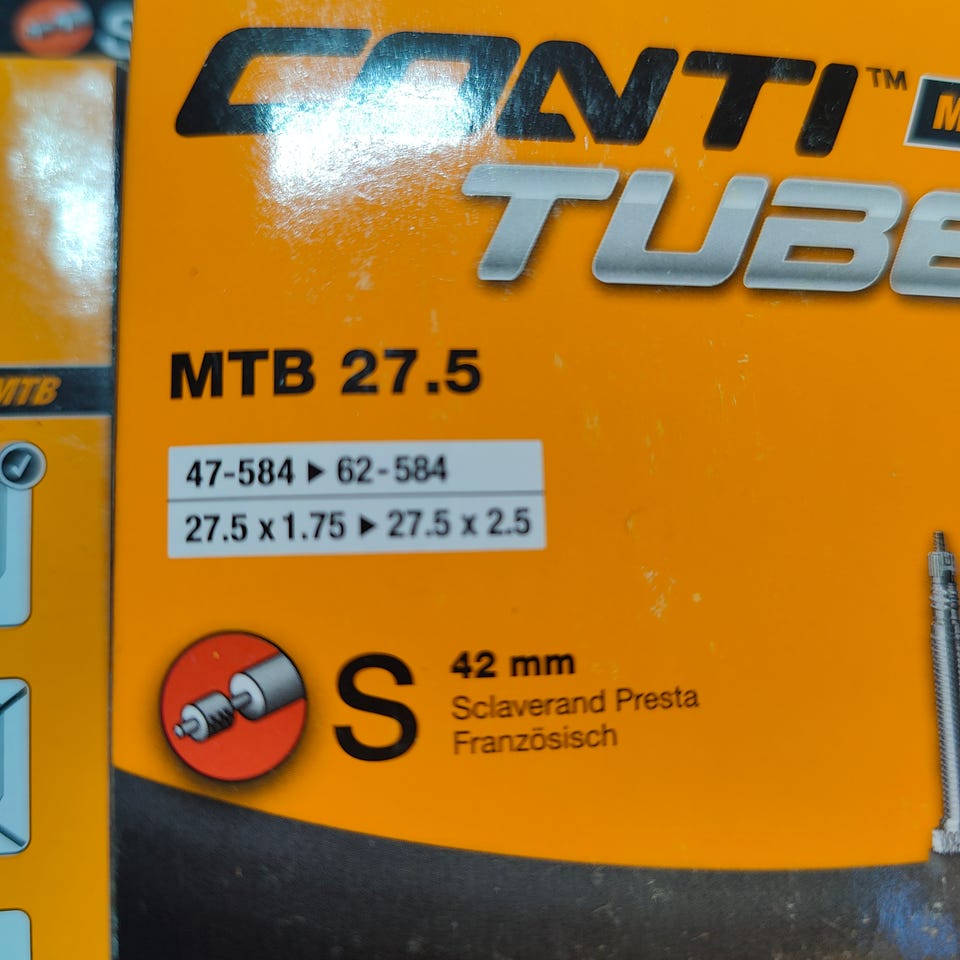 CONTI™
TUBE
MTB
MTB 27.5
47-584 ▸ 62-584
27.5 x 1.75 ▸ 27.5 x 2.5
S
42 mm
Sclaverand Presta
Französisch